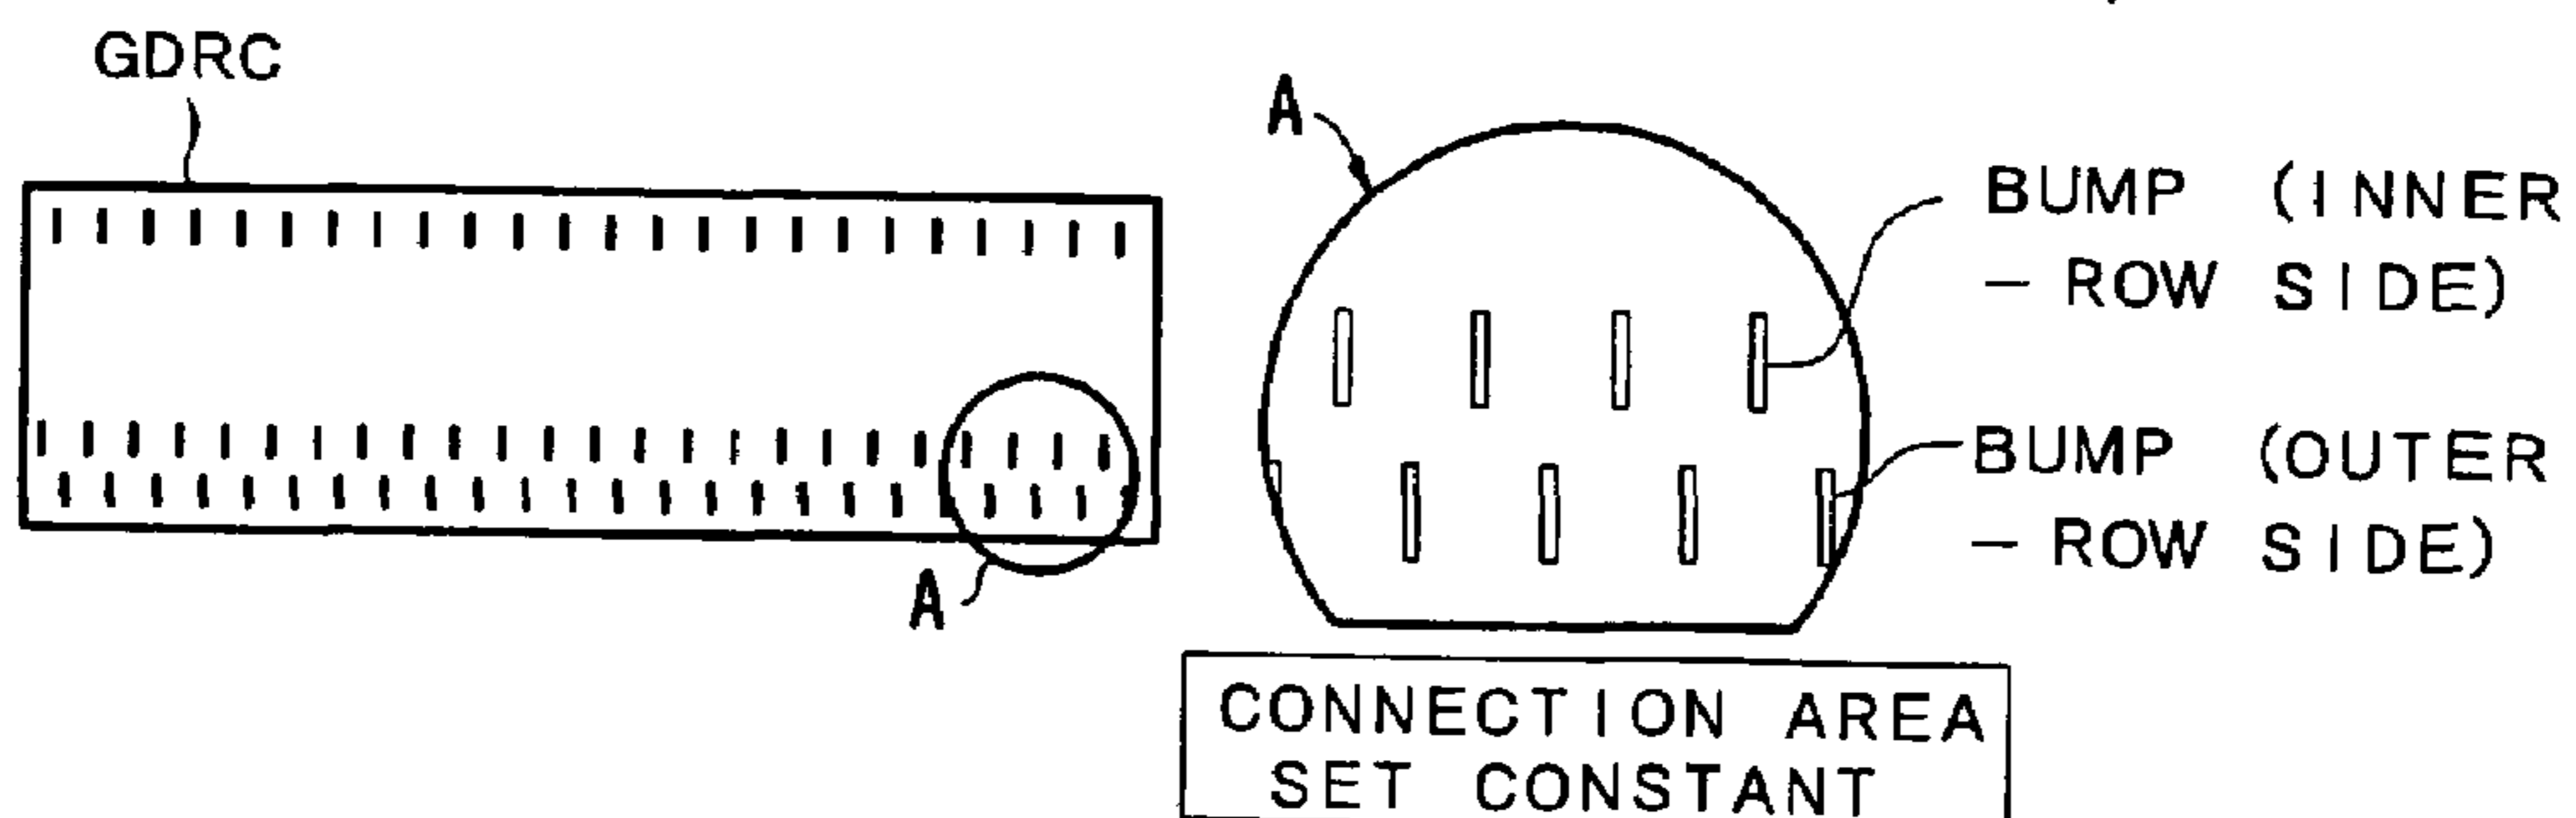 GDRC
A
A
BUMP (INNER
- ROW SIDE)
BUMP (OUTER
- ROW SIDE)
CONNECTION AREA
SET CONSTANT